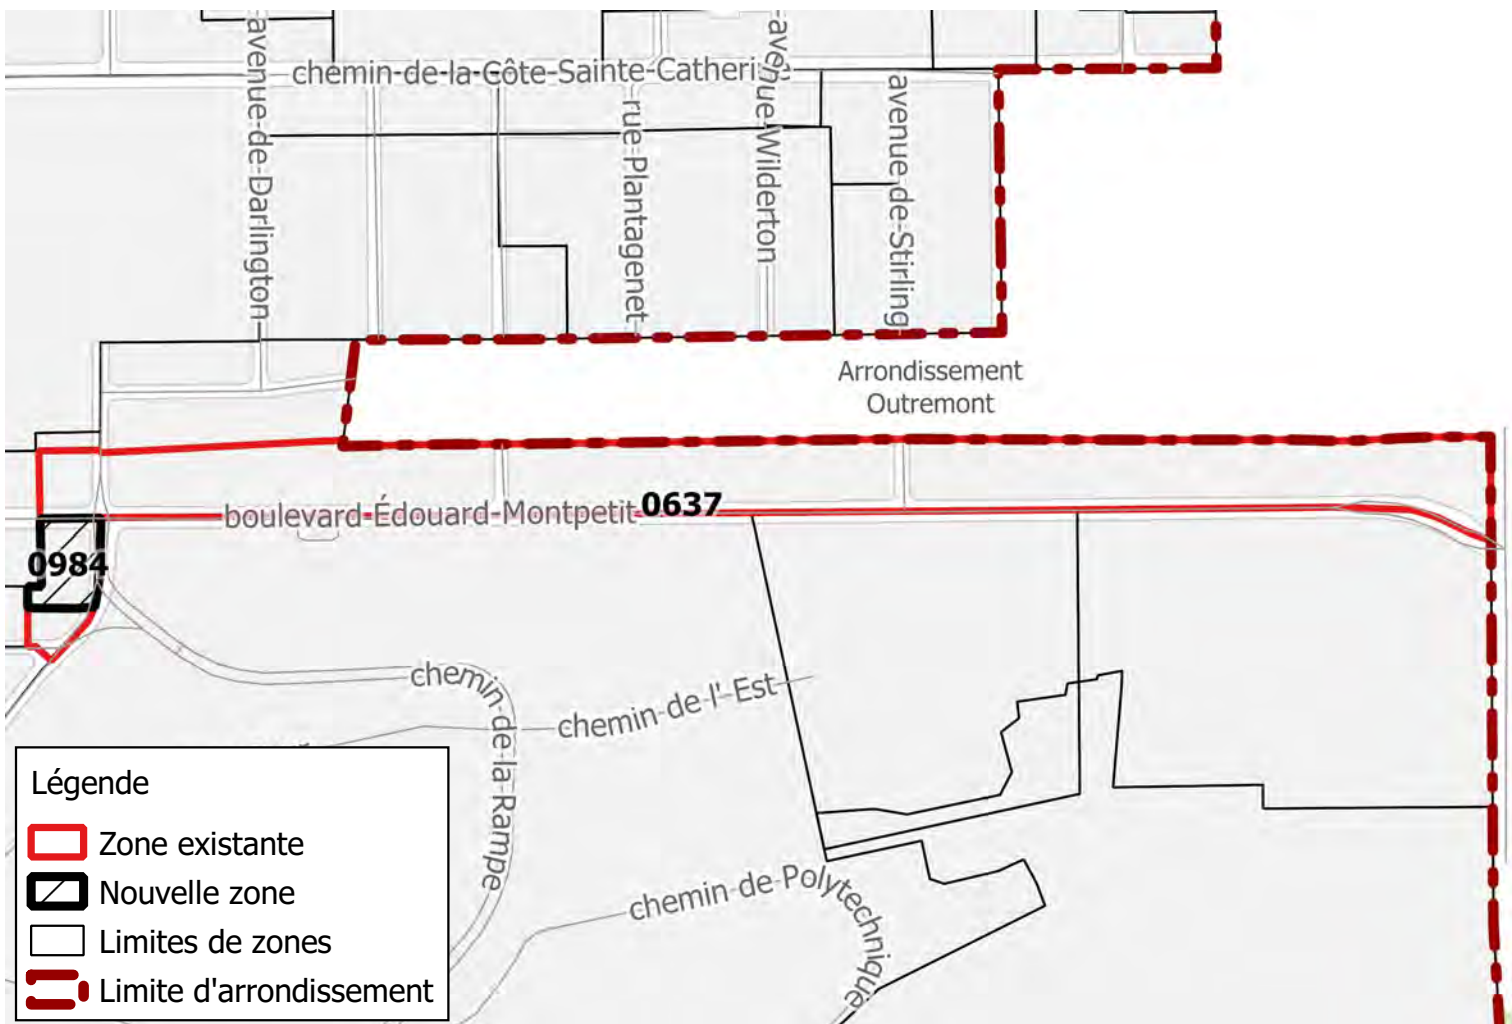 avenue-de-Darlington
chemin-de-la-Côte-Sainte-Catherine
rue-Plantagenet
avenue-Wilderton
avenue-de-Stirling
Arrondissement
Outremont
boulevard-Édouard-Montpetit
0637
0984
chemin-de-la-Rampe
chemin-de-l'-Est
chemin-de-Polytechnique
Légende
Zone existante
Nouvelle zone
Limites de zones
Limite d'arrondissement